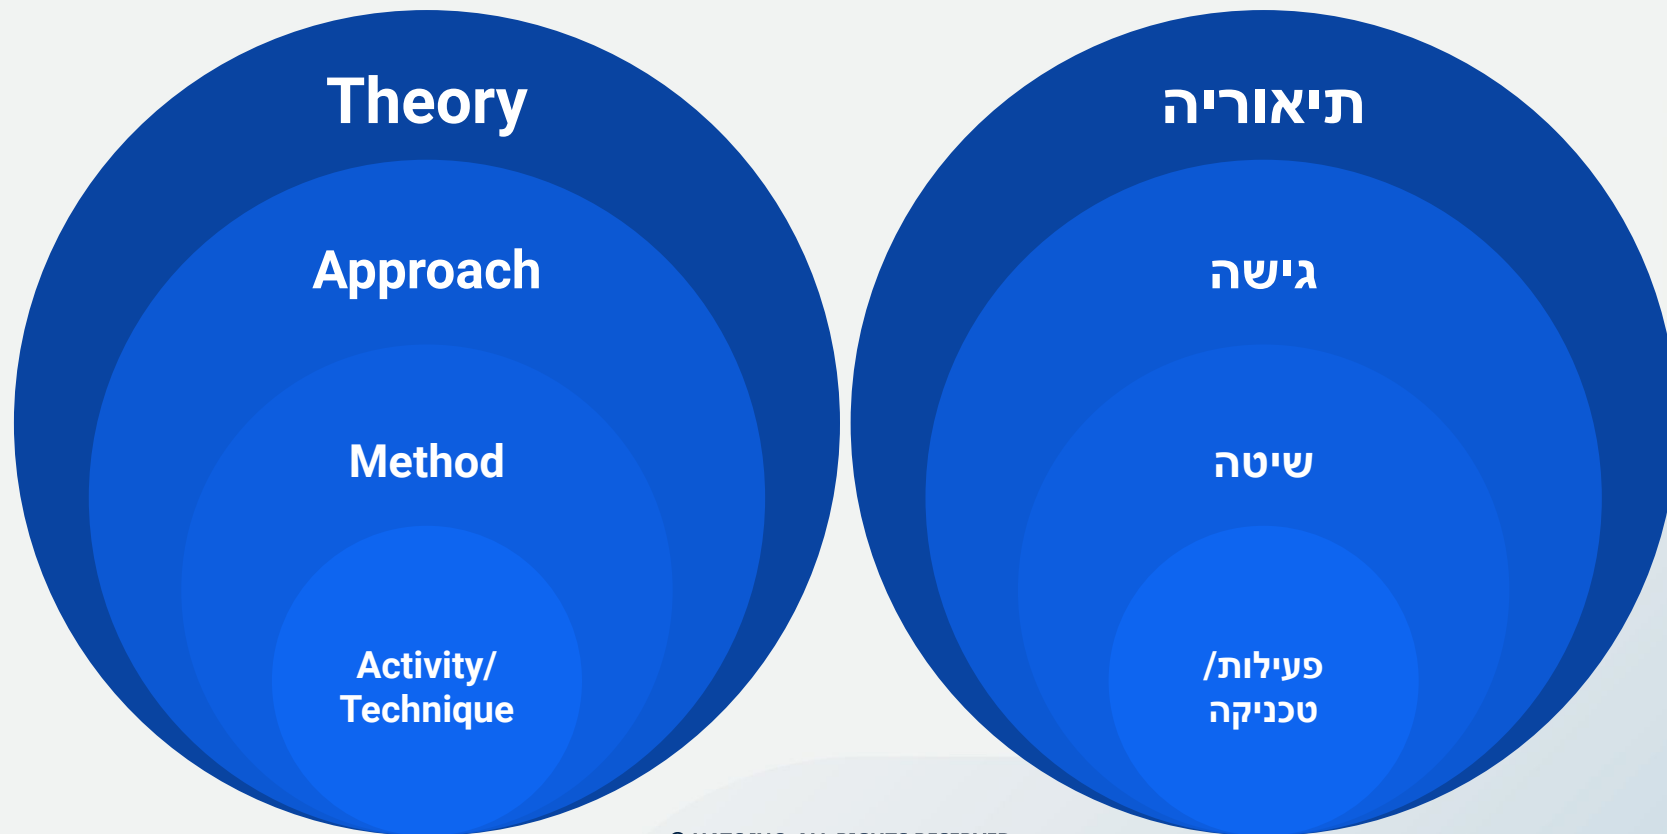 Theory
Approach
Method
Activity/
Technique
תיאוריה
גישה
שיטה
פעילות/
טכניקה